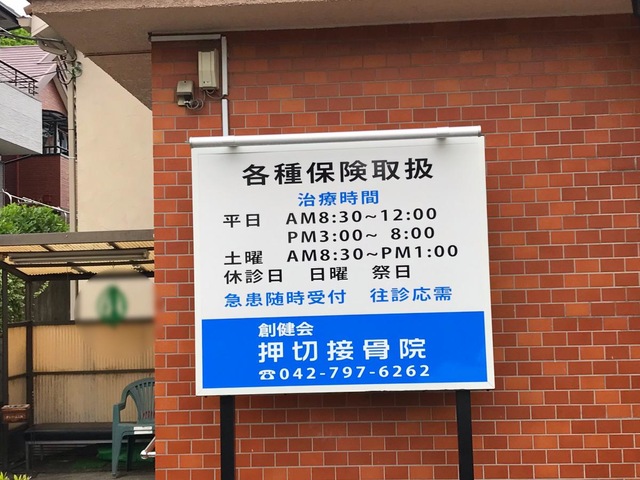 各種保険取扱
治療時間
平日 AM8:30~12:00
PM3:00~ 8:00
土曜 AM8:30~PM1:00
休診日 日曜 祭日
急患随時受付 往診応需
創健会
押切接骨院
☎042-797-6262